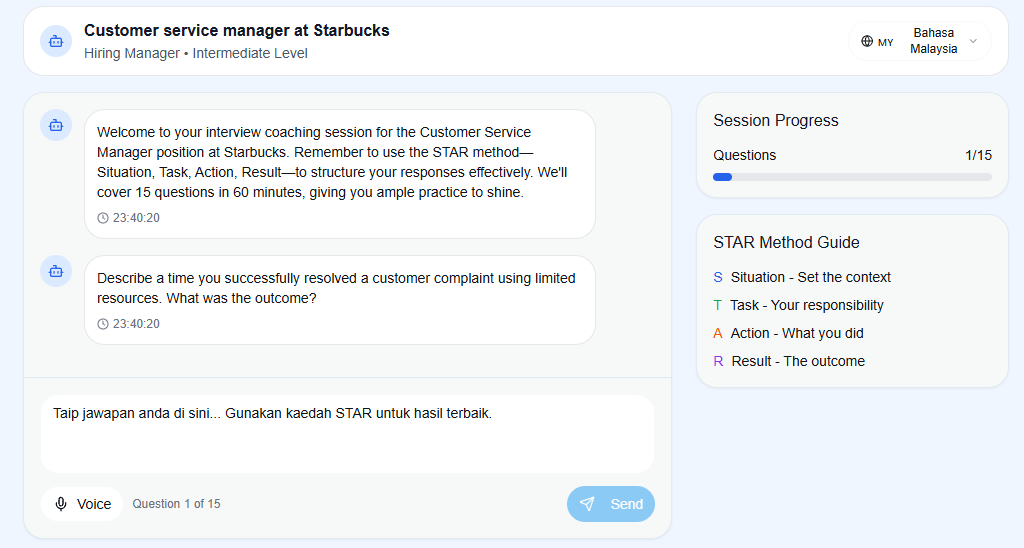 Customer service manager at Starbucks
Hiring Manager • Intermediate Level
MY
Bahasa
Malaysia
Welcome to your interview coaching session for the Customer Service
Manager position at Starbucks. Remember to use the STAR method—
Situation, Task, Action, Result—to structure your responses effectively. We'll
cover 15 questions in 60 minutes, giving you ample practice to shine.
23:40:20
Describe a time you successfully resolved a customer complaint using limited
resources. What was the outcome?
23:40:20
Taip jawapan anda di sini... Gunakan kaedah STAR untuk hasil terbaik.
Voice
Question 1 of 15
Send
Session Progress
Questions 1/15
STAR Method Guide
S Situation - Set the context
T Task - Your responsibility
A Action - What you did
R Result - The outcome